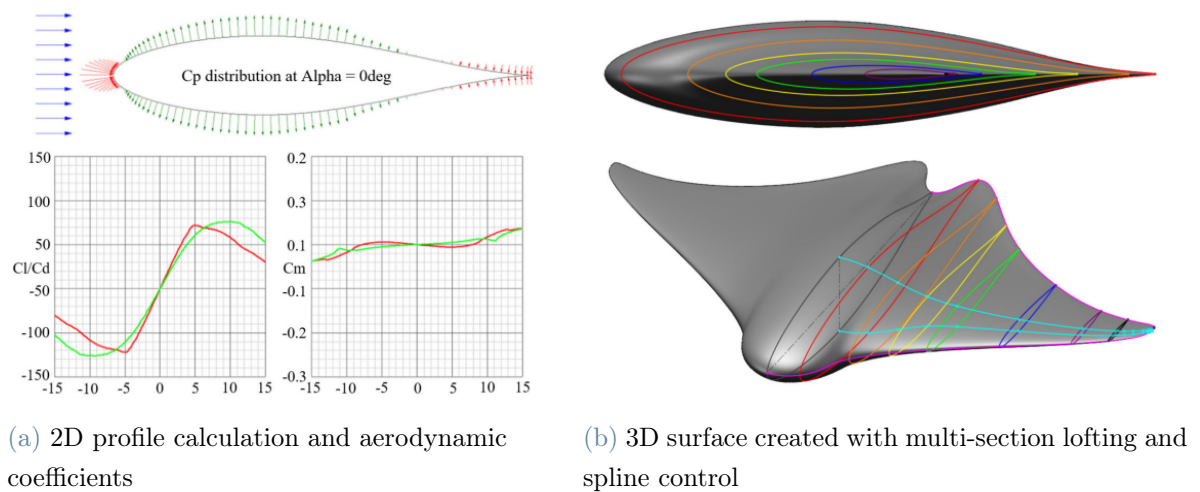 Cp distribution at Alpha = 0deg
150
100
50
Cl/Cd
-50
-100
-150
-15 -10 -5 0 5 10 15
0.2
0.3
0.1
Cm
-0.1
-0.2
-0.3
-15 -10 -5 0 5 10 15
(a) 2D profile calculation and aerodynamic
coefficients
(b) 3D surface created with multi-section lofting and
spline control